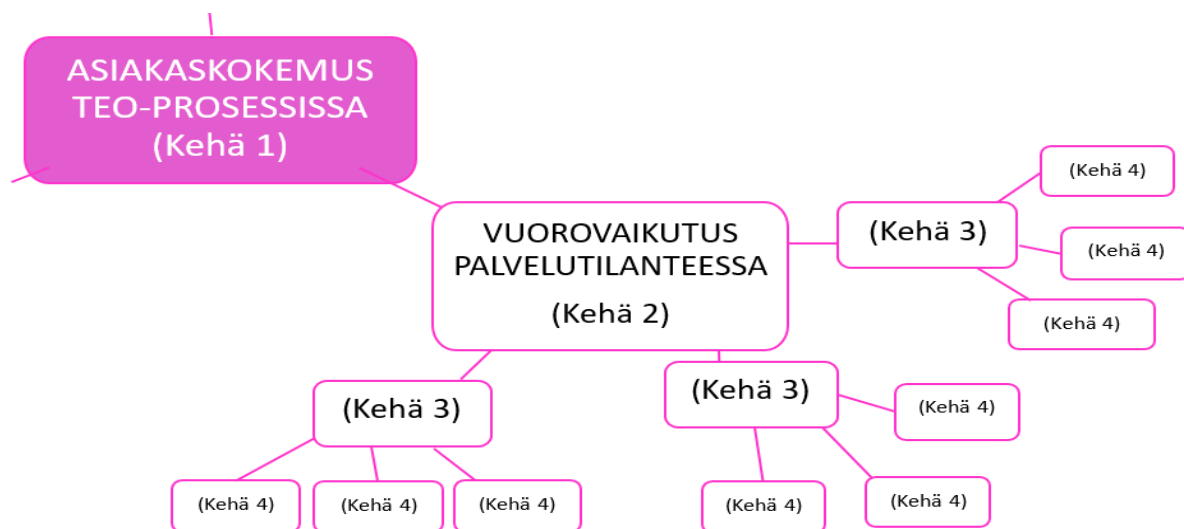 ASIAKASKOKEMUS
TEO-PROSESSISSA
(Kehä 1)
VUOROVAIKUTUS
PALVELUTILANTEESSA
(Kehä 2)
(Kehä 3)
(Kehä 4)
(Kehä 4)
(Kehä 4)
(Kehä 3)
(Kehä 4)
(Kehä 4)
(Kehä 4)
(Kehä 3)
(Kehä 4)
(Kehä 4)
(Kehä 4)